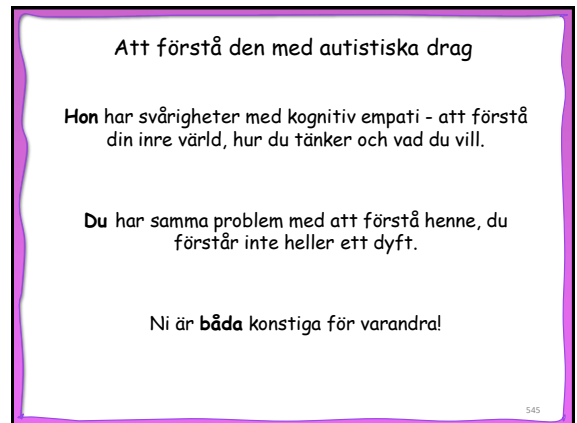 Att förstå den med autistiska drag
Hon har svårigheter med kognitiv empati - att förstå
din inre värld, hur du tänker och vad du vill.
Du har samma problem med att förstå henne, du
förstår inte heller ett dyft.
Ni är båda konstiga för varandra!
545